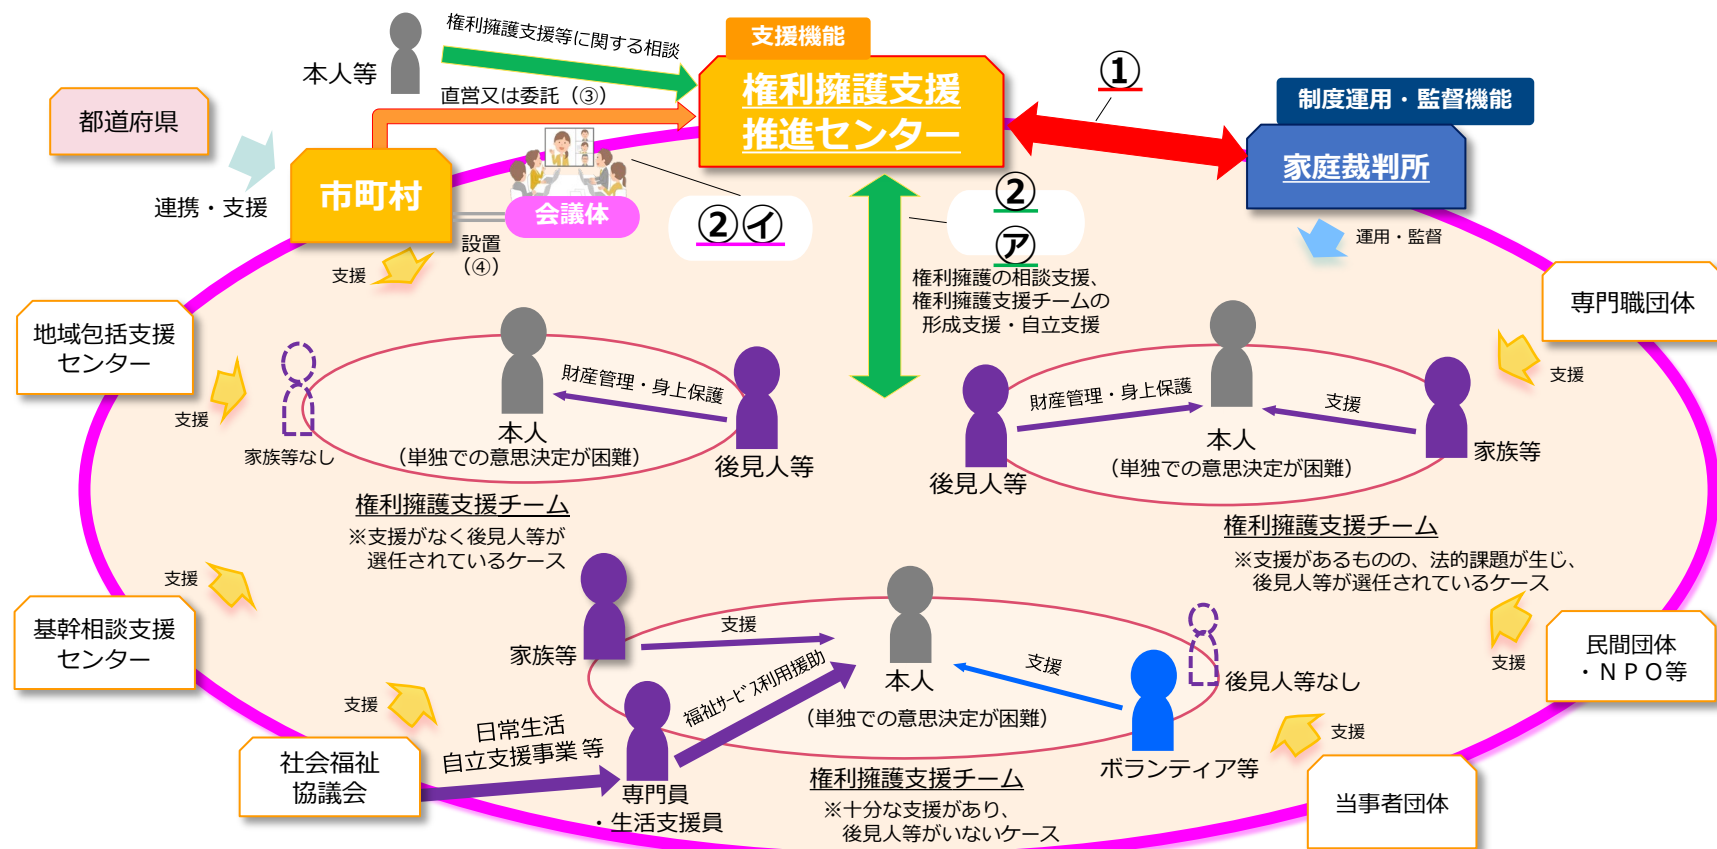 支援機能
権利擁護支援等に関する相談
本人等
権利擁護支援
推進センター
①
制度運用・監督機能
都道府県
直営又は委託（③）
家庭裁判所
市町村
連携・支援
会議体
②㋑
②
㋐
設置
（④）
運用・監督
支援
権利擁護の相談支援、
権利擁護支援チームの
形成支援・自立支援
専門職団体
地域包括支援
センター
支援
家族等なし
財産管理・身上保護
本人
（単独での意思決定が困難）
後見人等
権利擁護支援チーム
※支援がなく後見人等が
選任されているケース
財産管理・身上保護
支援
支援
本人
（単独での意思決定が困難）
後見人等
家族等
権利擁護支援チーム
※支援があるものの、法的課題が生じ、
後見人等が選任されているケース
支援
基幹相談支援
センター
家族等
支援
福祉ｻｰﾋﾞｽ利用援助
本人
（単独での意思決定が困難）
支援
後見人等なし
ボランティア等
支援
民間団体
・ＮＰＯ等
支援
日常生活
自立支援事業 等
社会福祉
協議会
専門員
・生活支援員
権利擁護支援チーム
※十分な支援があり、
後見人等がいないケース
支援
当事者団体